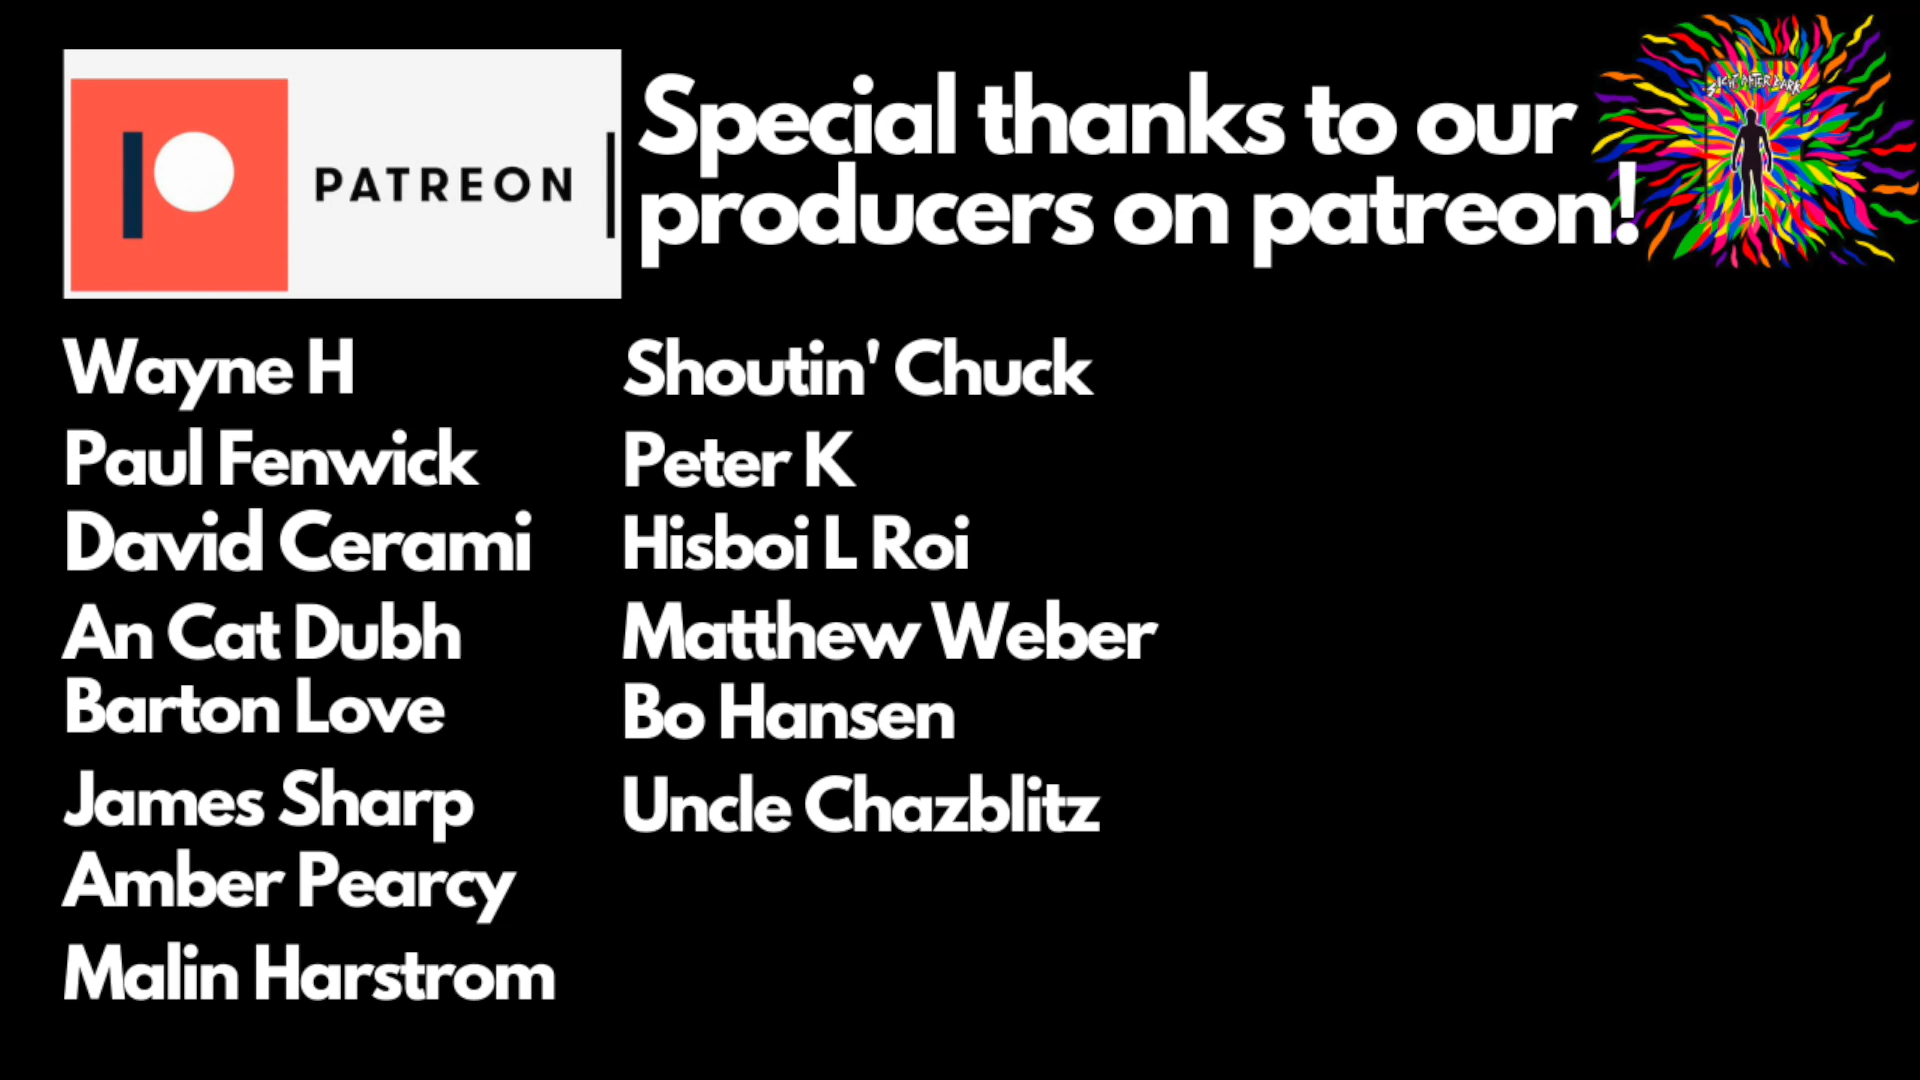 PATREON
Special thanks to our
producers on patreon!
Wayne H
Paul Fenwick
David Cerami
An Cat Dubh
Barton Love
James Sharp
Amber Pearcy
Malin Harstrom
Shoutin' Chuck
Peter K
Hisboi L Roi
Matthew Weber
Bo Hansen
Uncle Chazblitz